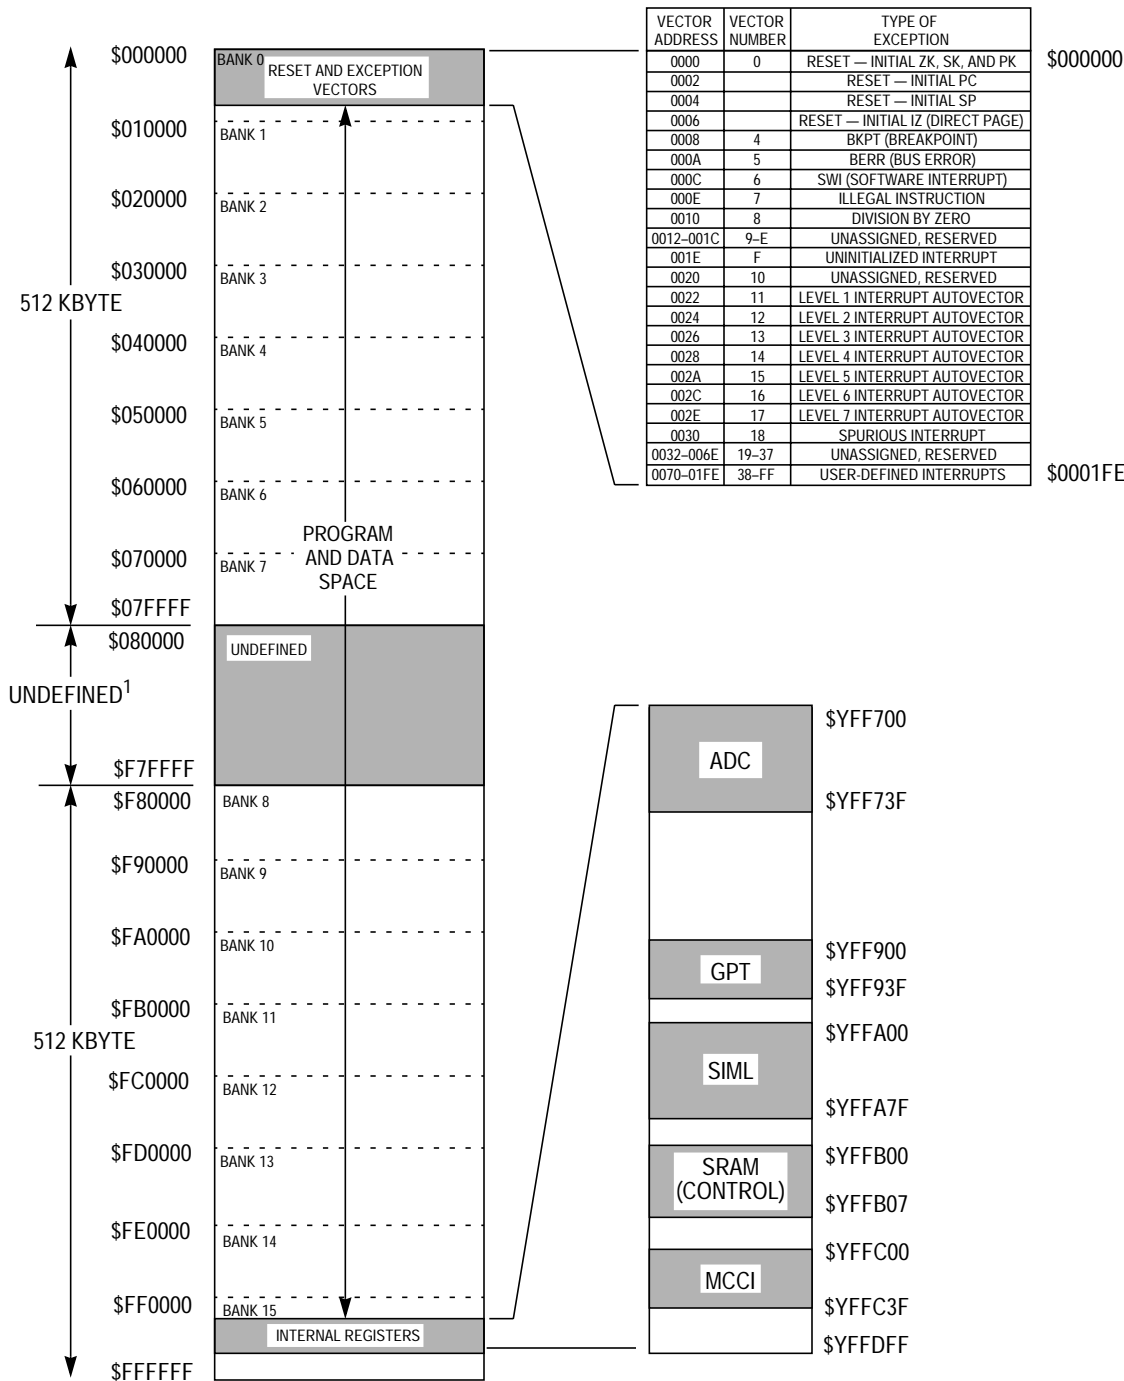 VECTOR ADDRESS VECTOR NUMBER TYPE OF EXCEPTION
0000 0 RESET — INITIAL ZK, SK, AND PK
0002 RESET — INITIAL PC
0004 RESET — INITIAL SP
0006 RESET — INITIAL IZ (DIRECT PAGE)
0008 4 BKPT (BREAKPOINT)
000A 5 BERR (BUS ERROR)
000C 6 SWI (SOFTWARE INTERRUPT)
000E 7 ILLEGAL INSTRUCTION
0010 8 DIVISION BY ZERO
0012–001C 9–E UNASSIGNED, RESERVED
001E F UNINITIALIZED INTERRUPT
0020 10 UNASSIGNED, RESERVED
0022 11 LEVEL 1 INTERRUPT AUTOVECTOR
0024 12 LEVEL 2 INTERRUPT AUTOVECTOR
0026 13 LEVEL 3 INTERRUPT AUTOVECTOR
0028 14 LEVEL 4 INTERRUPT AUTOVECTOR
002A 15 LEVEL 5 INTERRUPT AUTOVECTOR
002C 16 LEVEL 6 INTERRUPT AUTOVECTOR
002E 17 LEVEL 7 INTERRUPT AUTOVECTOR
0030 18 SPURIOUS INTERRUPT
0032–006E 19–37 UNASSIGNED, RESERVED
0070–01FE 38–FF USER-DEFINED INTERRUPTS
$000000
$0001FE
$000000
BANK 0
RESET AND EXCEPTION
VECTORS
$010000
BANK 1
$020000
BANK 2
$030000
BANK 3
512 KBYTE
$040000
BANK 4
$050000
BANK 5
$060000
BANK 6
PROGRAM
AND DATA
SPACE
$070000
BANK 7
$07FFFF
$080000
UNDEFINED
UNDEFINED1
$F7FFFF
$F80000
BANK 8
$F90000
BANK 9
$FA0000
BANK 10
$FB0000
BANK 11
512 KBYTE
$FC0000
BANK 12
$FD0000
BANK 13
$FE0000
BANK 14
$FF0000
BANK 15
INTERNAL REGISTERS
$FFFFFF
$YFF700
ADC
$YFF73F
$YFF900
GPT
$YFF93F
$YFFA00
SIML
$YFFA7F
$YFFB00
SRAM
(CONTROL)
$YFFB07
$YFFC00
MCCI
$YFFC3F
$YFFDFF